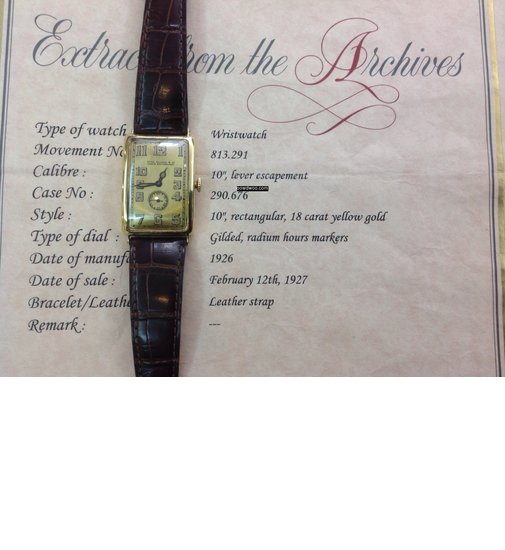 Extrac from the Archives
Type of watch Wristwatch
Movement No 813.291
Calibre : 10‴, lever escapement
Case No : 290.676
Style : 10‴, rectangular, 18 carat yellow gold
Type of dial : Gilded, radium hours markers
Date of manufa 1926
Date of sale : February 12th, 1927
Bracelet/Leathe Leather strap
Remark : ---